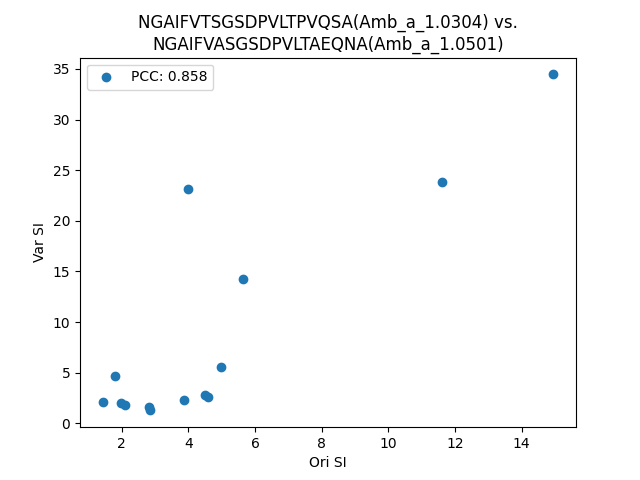 NGAIFVTSGSDPVLTPVQSA(Amb_a_1.0304) vs.
NGAIFVASGSDPVLTAEQNA(Amb_a_1.0501)
PCC: 0.858
35
30
25
20
15
10
5
0
Var SI
2 4 6 8 10 12 14
Ori SI